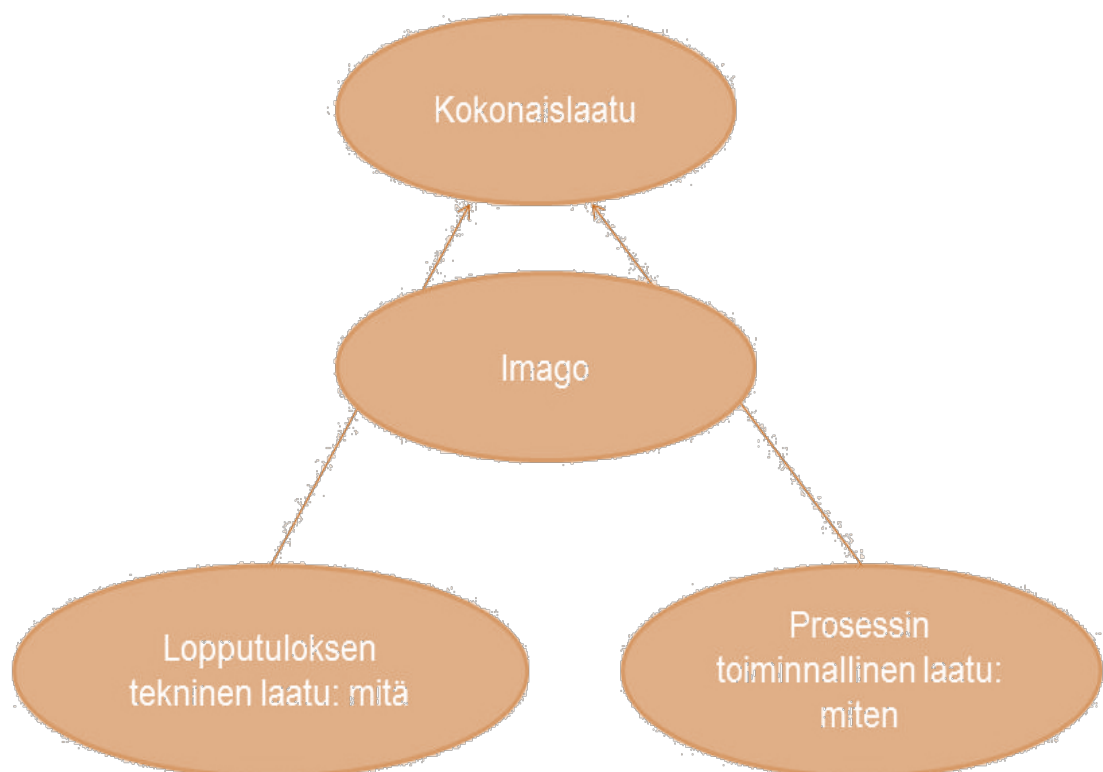 Kokonaislaatu
Imago
Lopputuloksen
tekninen laatu: mitä
Prosessin
toiminnallinen laatu:
miten